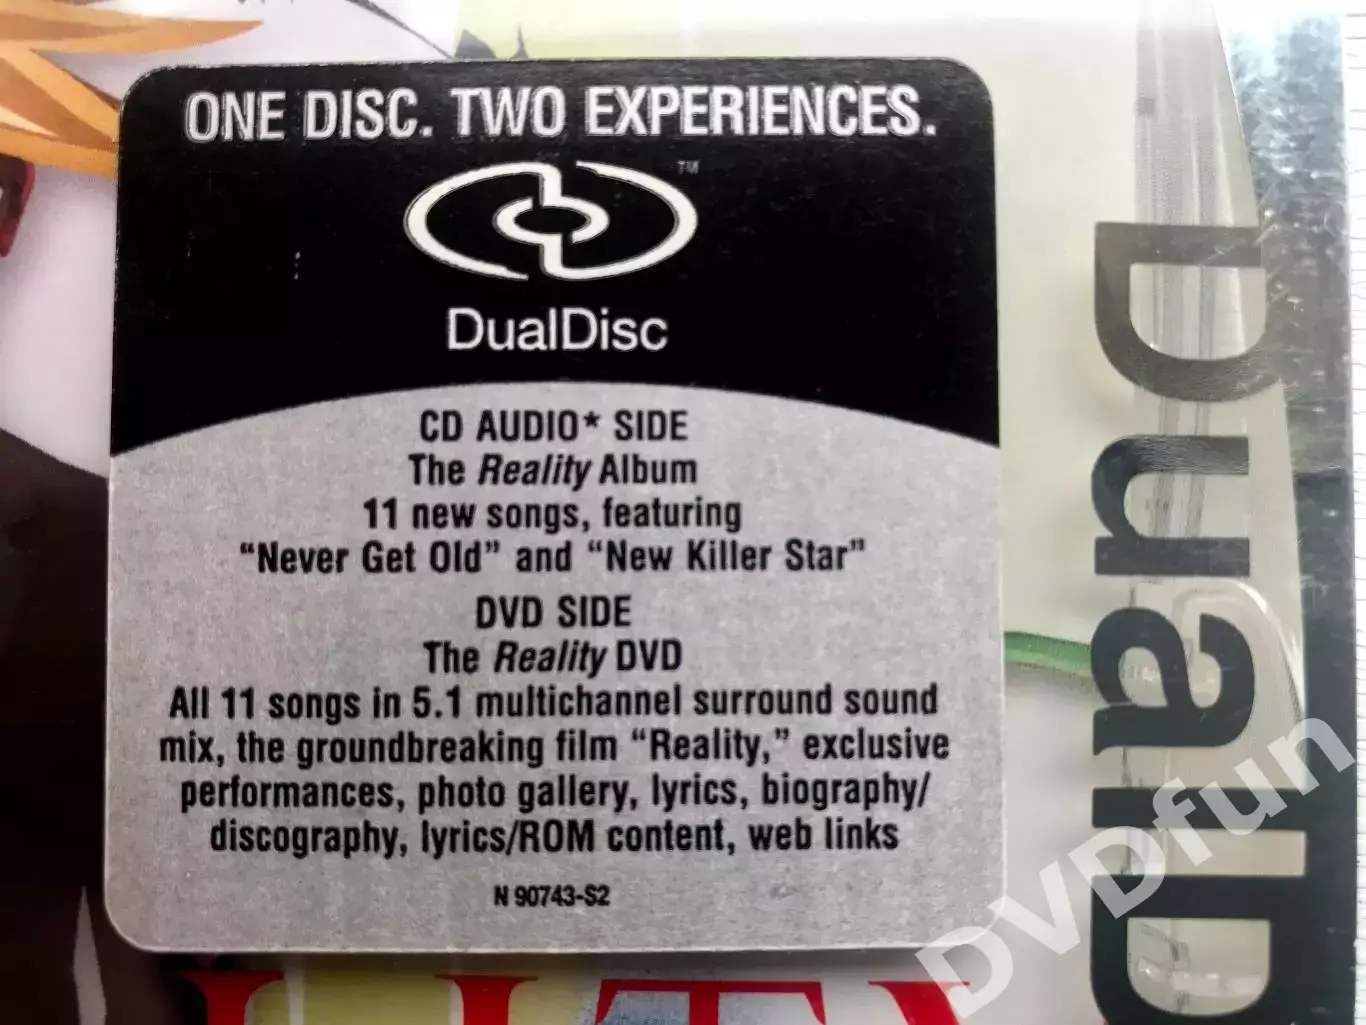 ONE DISC. TWO EXPERIENCES.
TM
DualDisc
CD AUDIO* SIDE
The Reality Album
11 new songs, featuring
“Never Get Old” and “New Killer Star”
DVD SIDE
The Reality DVD
All 11 songs in 5.1 multichannel surround sound
mix, the groundbreaking film “Reality,” exclusive
performances, photo gallery, lyrics, biography/
discography, lyrics/ROM content, web links
N 90743-S2
DualD
DVDfun